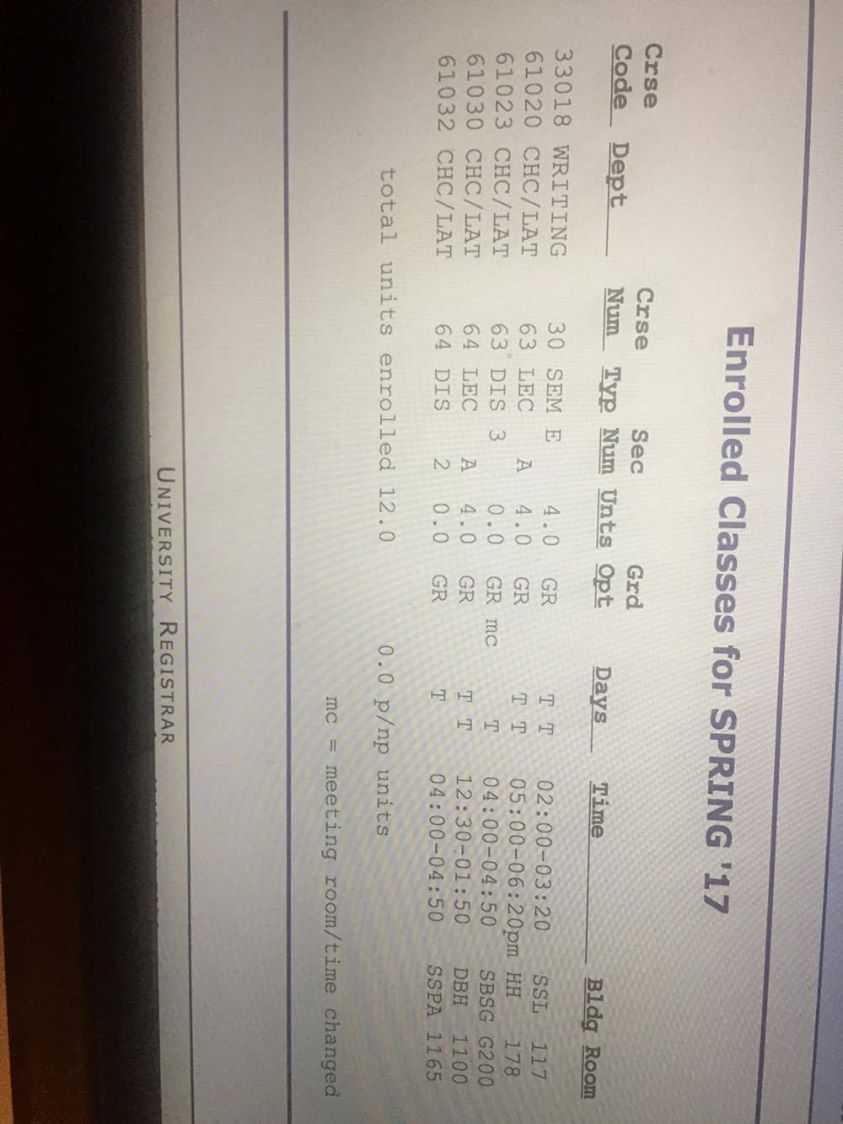 Enrolled Classes for SPRING '17
Crse Crse Sec Grd
Code Dept Num Typ Num Unts Opt Days Time Bldg Room
33018 WRITING 30 SEM E 4.0 GR T T 02:00-03:20 SSL 117
61020 CHC/LAT 63 LEC A 4.0 GR T T 05:00-06:20pm HH 178
61023 CHC/LAT 63 DIS 3 0.0 GR mc T 04:00-04:50 SBSG G200
61030 CHC/LAT 64 LEC A 4.0 GR T T 12:30-01:50 DBH 1100
61032 CHC/LAT 64 DIS 2 0.0 GR T 04:00-04:50 SSPA 1165
total units enrolled 12.0 0.0 p/np units
mc = meeting room/time changed
UNIVERSITY REGISTRAR